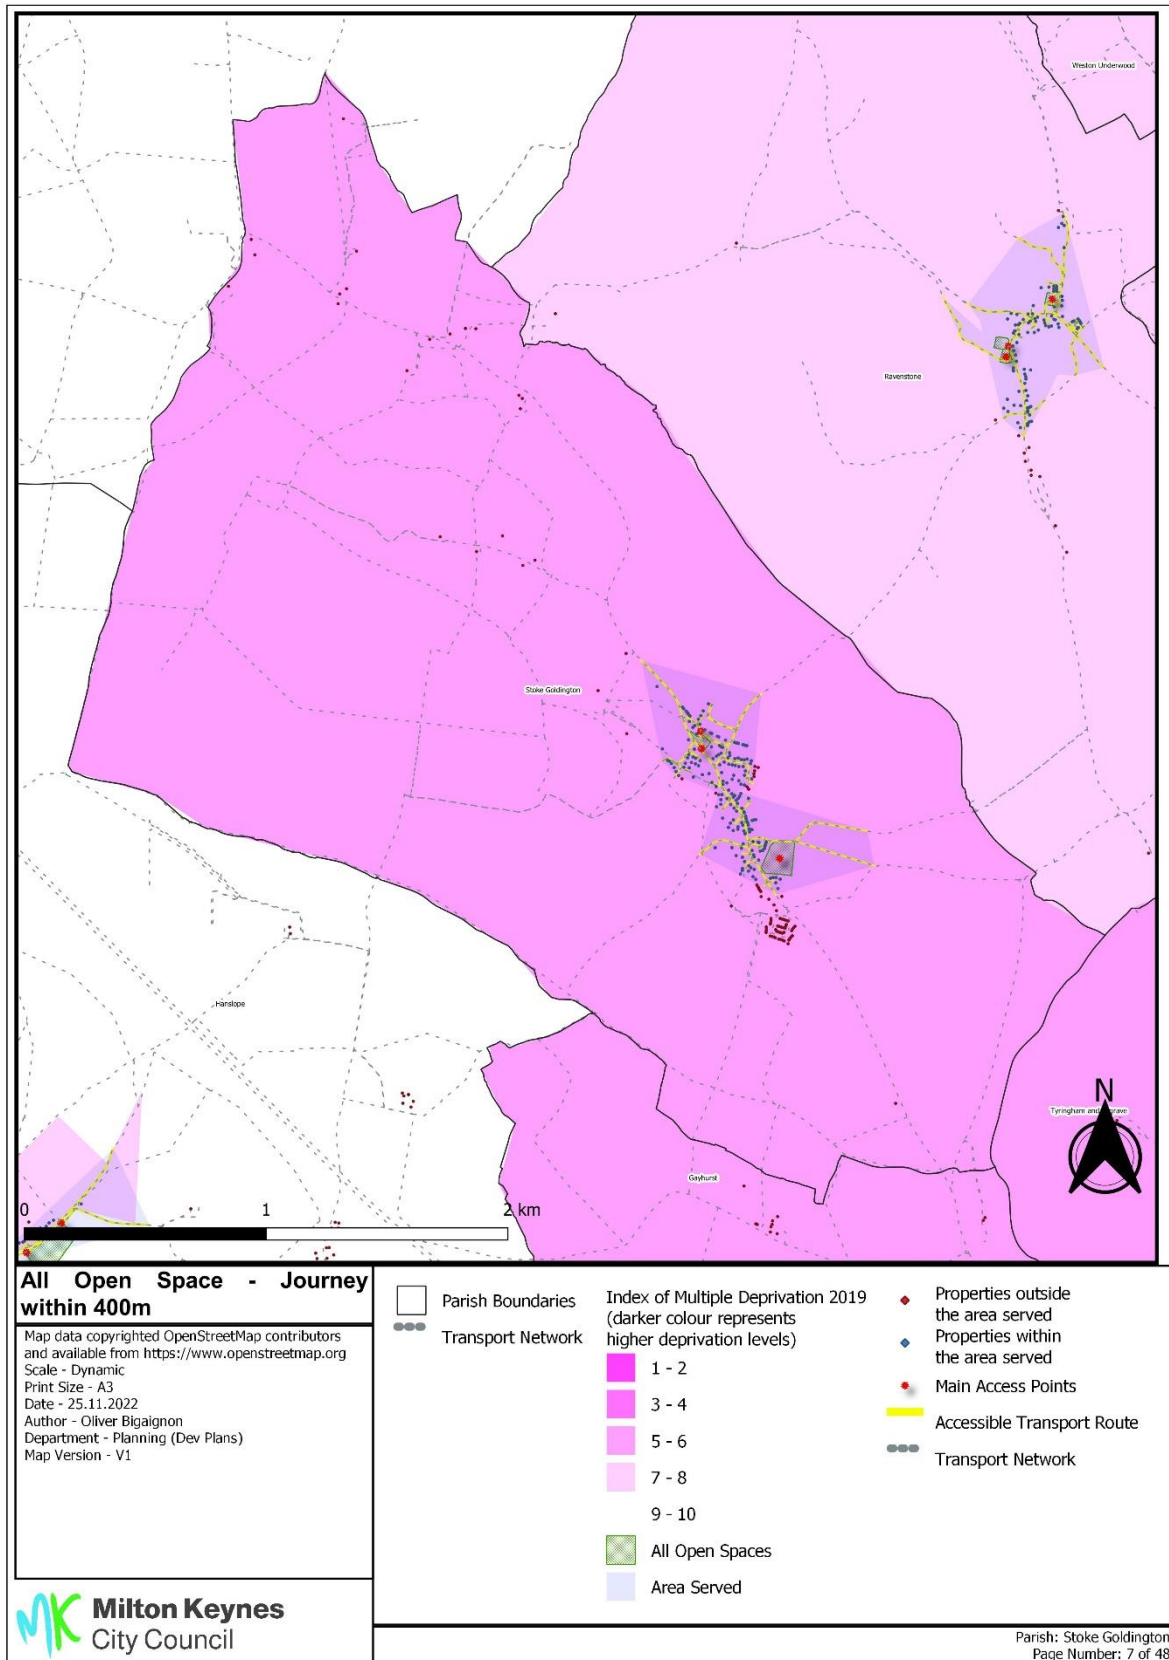 Weston Underwood
Ravenstone
Stoke Goldington
Hanslope
N
Tyringham and
Gayhurst
0 1 2 km
All Open Space - Journey
within 400m
Map data copyrighted OpenStreetMap contributors
and available from https://www.openstreetmap.org
Scale - Dynamic
Print Size - A3
Date - 25.11.2022
Author - Oliver Bigaignon
Department - Planning (Dev Plans)
Map Version - V1
MK Milton Keynes
City Council
Parish Boundaries
Transport Network
Index of Multiple Deprivation 2019
(darker colour represents
higher deprivation levels)
1 - 2
3 - 4
5 - 6
7 - 8
9 - 10
All Open Spaces
Area Served
Properties outside
the area served
Properties within
the area served
Main Access Points
Accessible Transport Route
Transport Network
Parish: Stoke Goldington
Page Number: 7 of 48